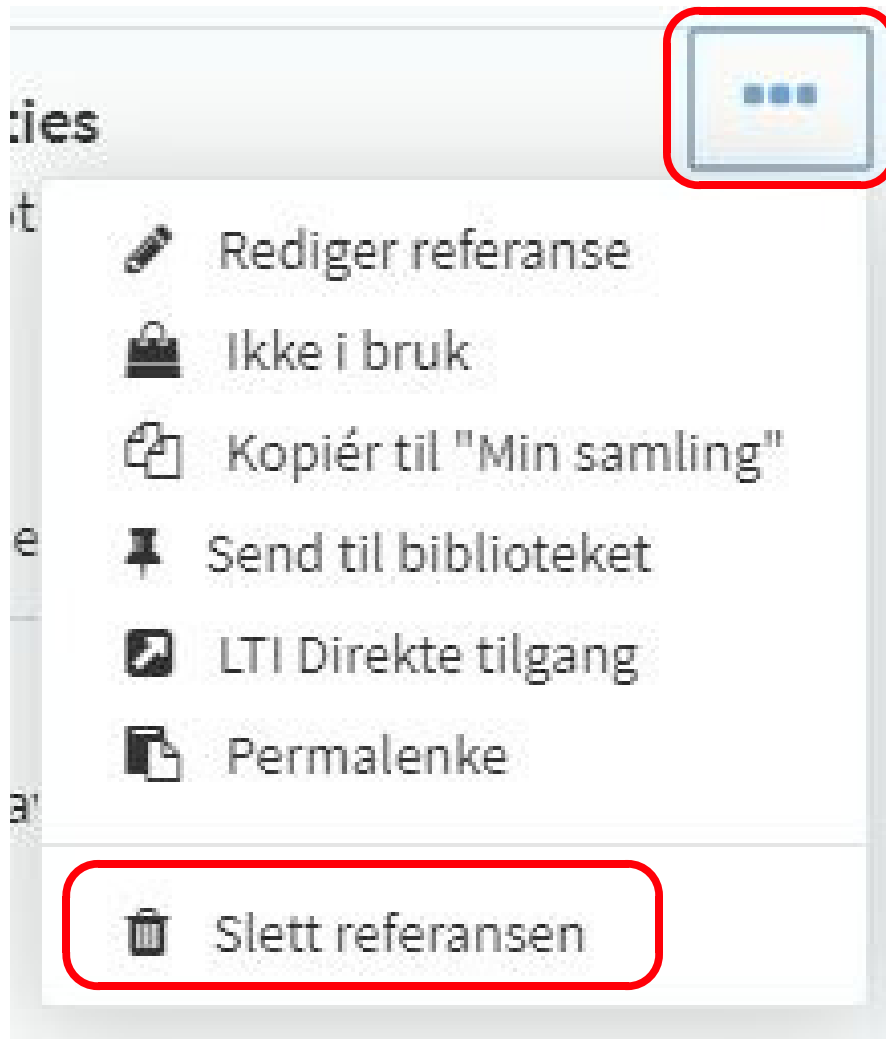 ties
Rediger referanse
Ikke i bruk
Kopiér til "Min samling"
e
Send til biblioteket
LTI Direkte tilgang
Permalenke
Slett referansen